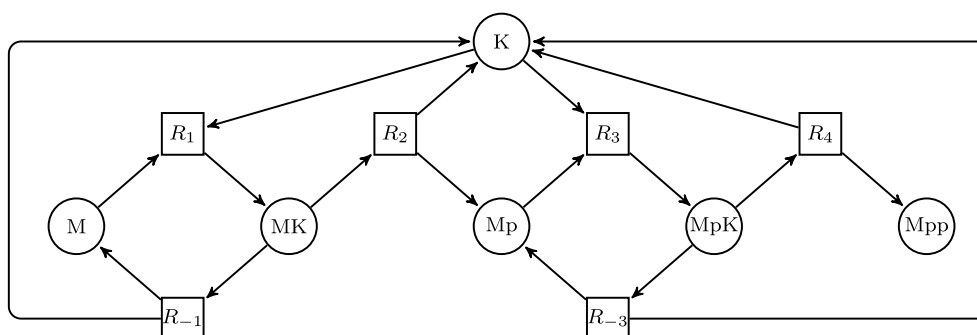 K
R₁ R₂ R₃ R₄
M MK Mp MpK Mpp
R₋₁ R₋₃